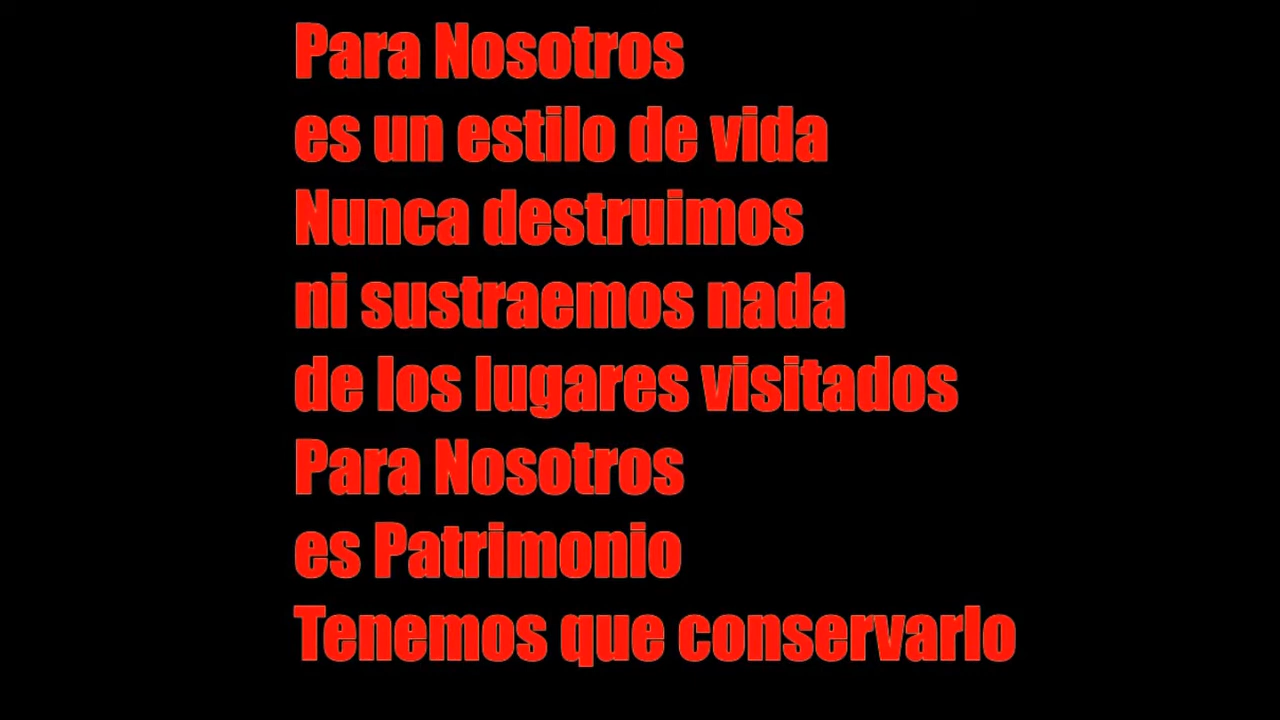 Para Nosotros
es un estilo de vida
Nunca destruimos
ni sustraemos nada
de los lugares visitados
Para Nosotros
es Patrimonio
Tenemos que conservarlo